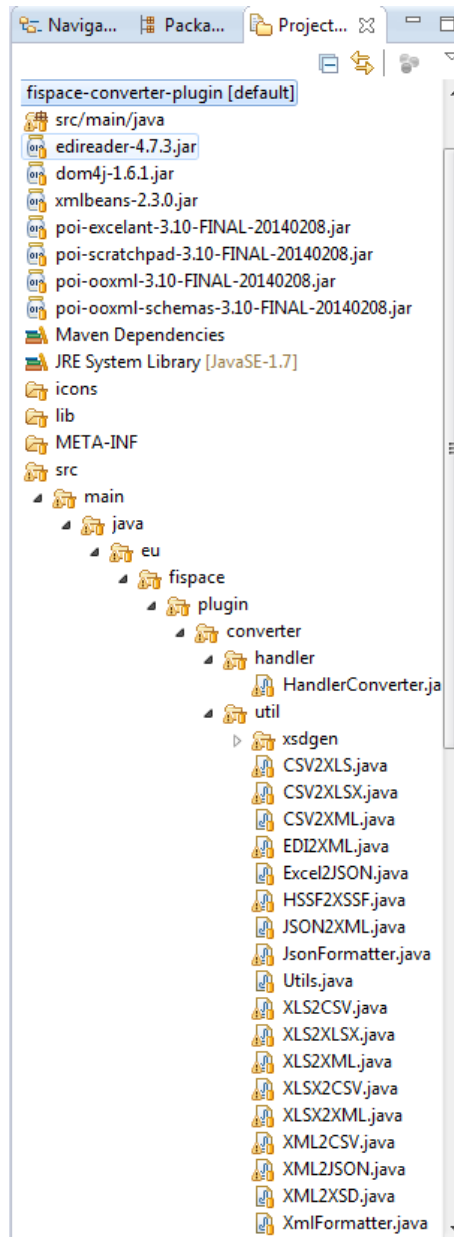 Naviga... Packa... Project...
fispace-converter-plugin [default]
src/main/java
edireader-4.7.3.jar
dom4j-1.6.1.jar
xmlbeans-2.3.0.jar
poi-excelant-3.10-FINAL-20140208.jar
poi-scratchpad-3.10-FINAL-20140208.jar
poi-ooxml-3.10-FINAL-20140208.jar
poi-ooxml-schemas-3.10-FINAL-20140208.jar
Maven Dependencies
JRE System Library [JavaSE-1.7]
icons
lib
META-INF
src
main
java
eu
fispace
plugin
converter
handler
HandlerConverter.ja
util
xsdgen
CSV2XLS.java
CSV2XLSX.java
CSV2XML.java
EDI2XML.java
Excel2JSON.java
HSSF2XSSF.java
JSON2XML.java
JsonFormatter.java
Utils.java
XLS2CSV.java
XLS2XLSX.java
XLS2XML.java
XLSX2CSV.java
XLSX2XML.java
XML2CSV.java
XML2JSON.java
XML2XSD.java
XmlFormatter.java